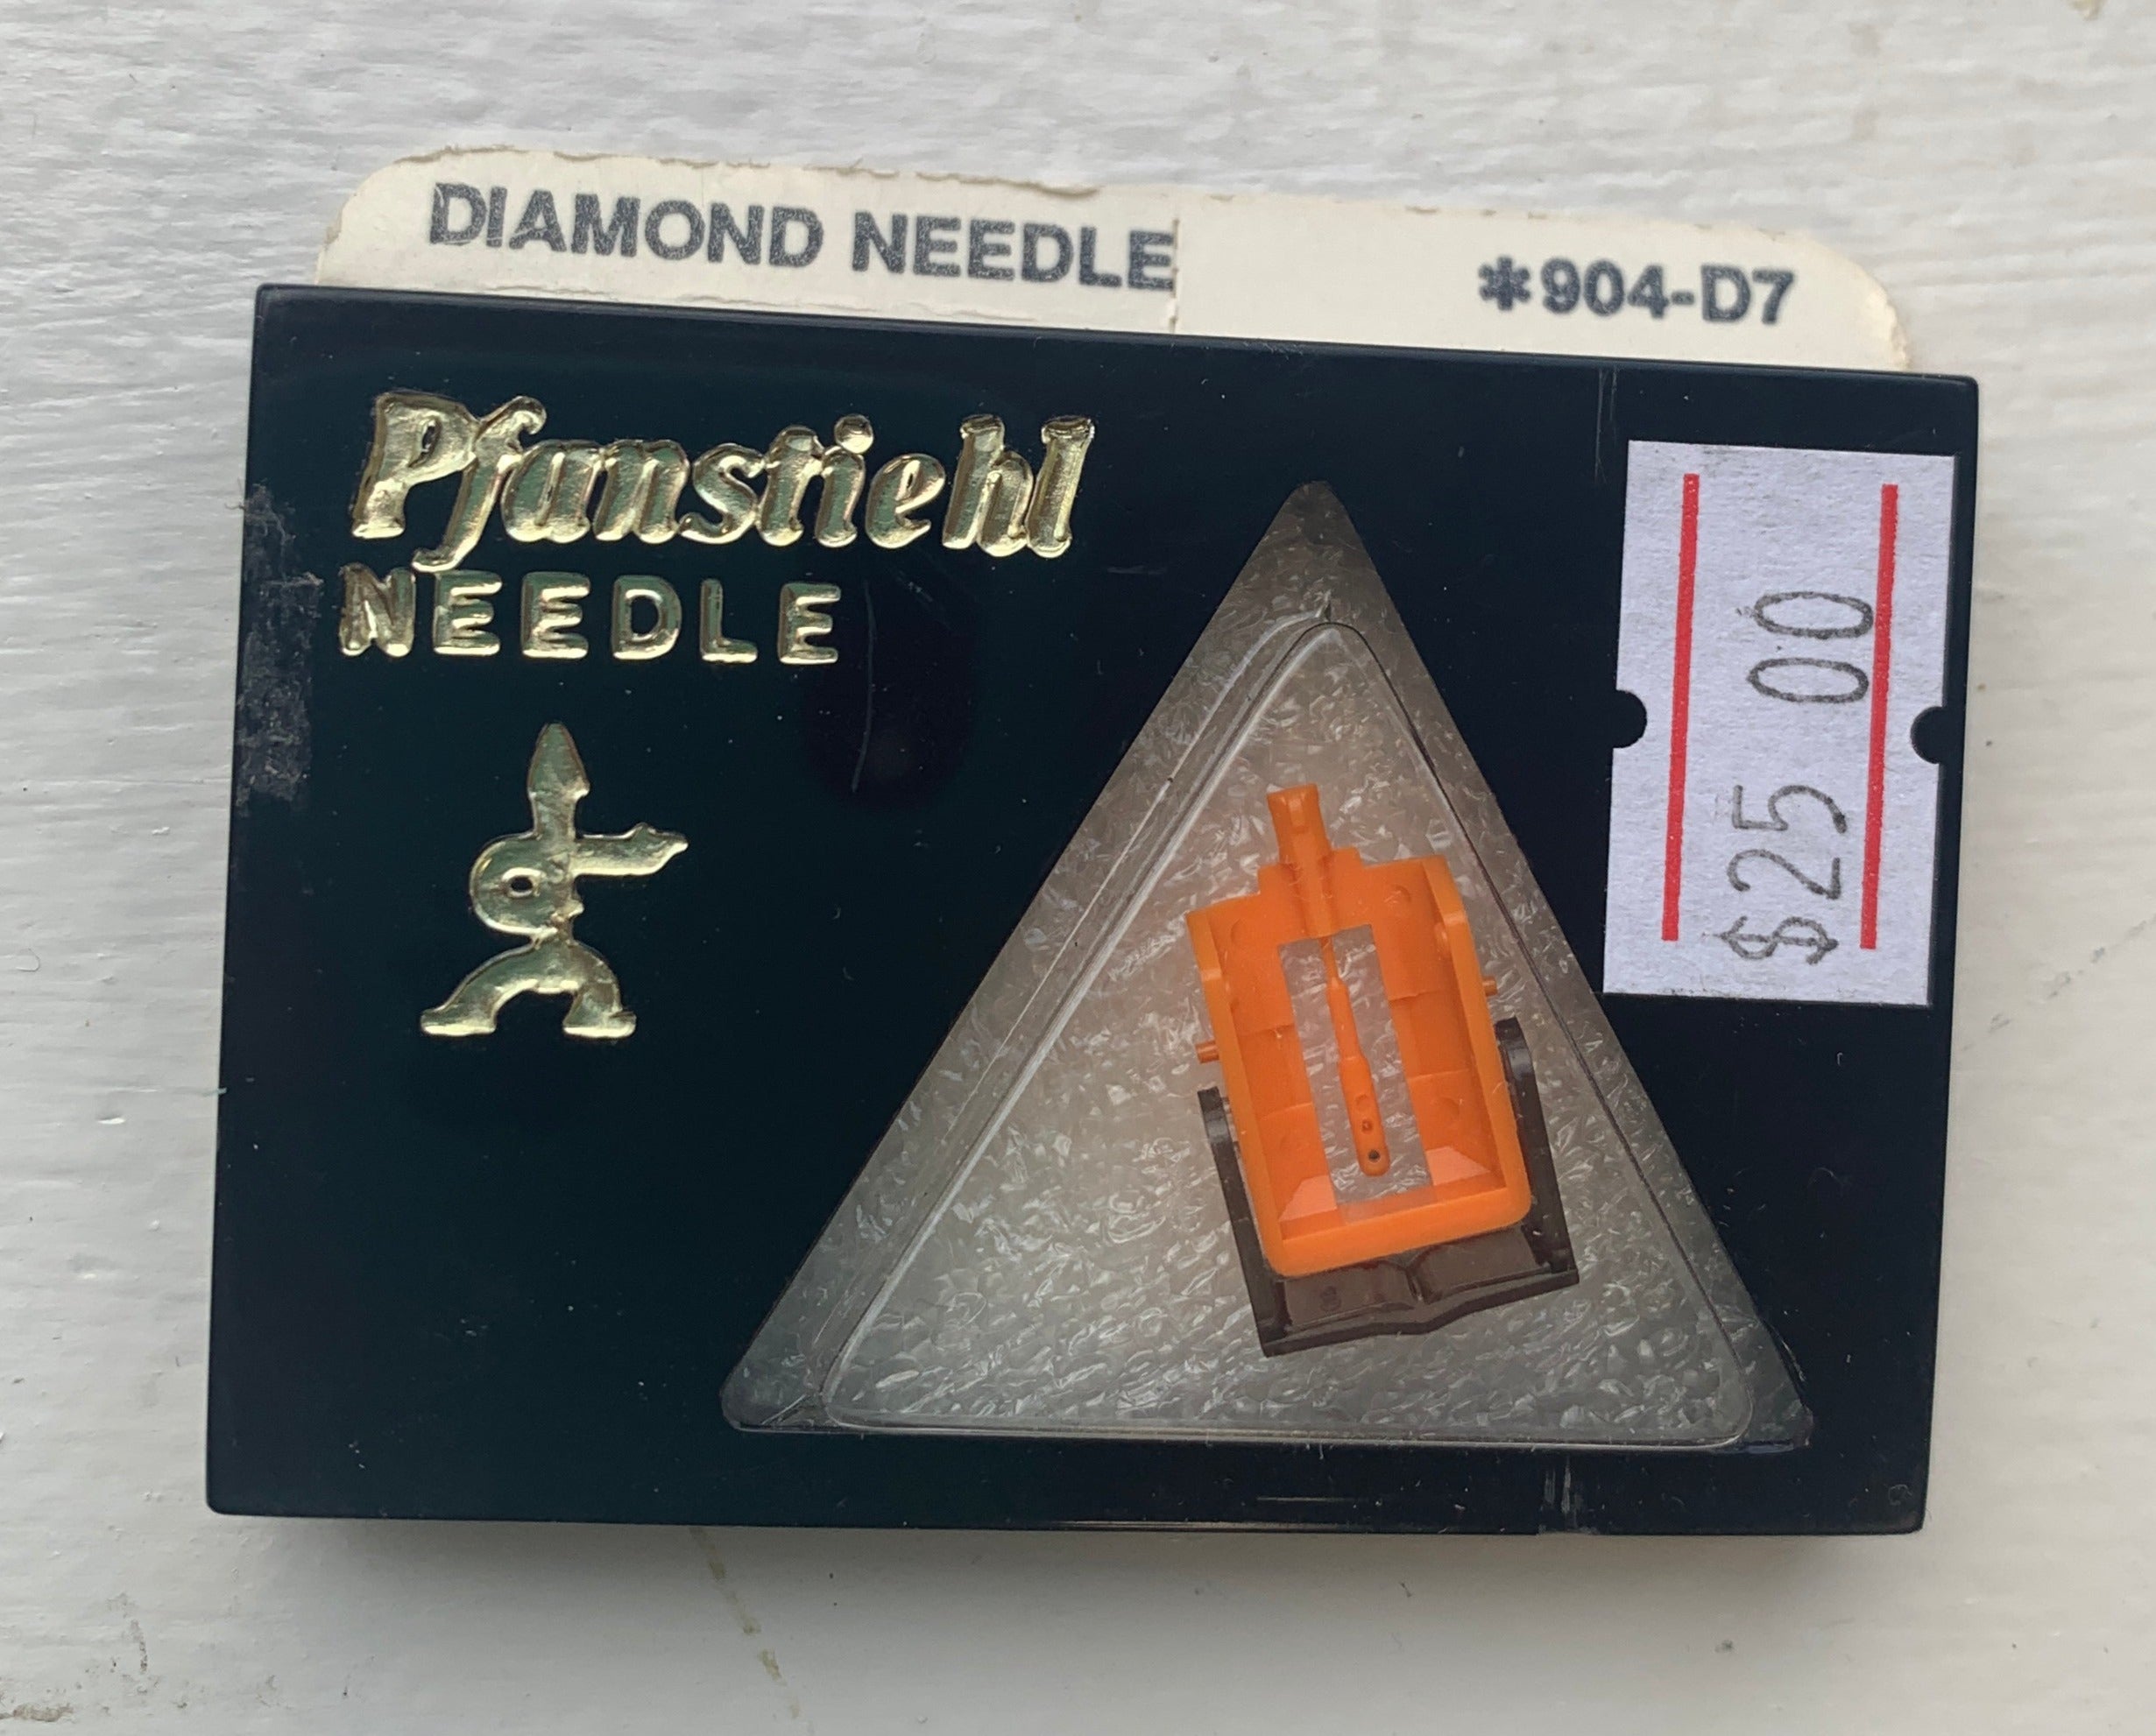 DIAMOND NEEDLE
*904-D7
Pfanstiehl
NEEDLE
$25 00